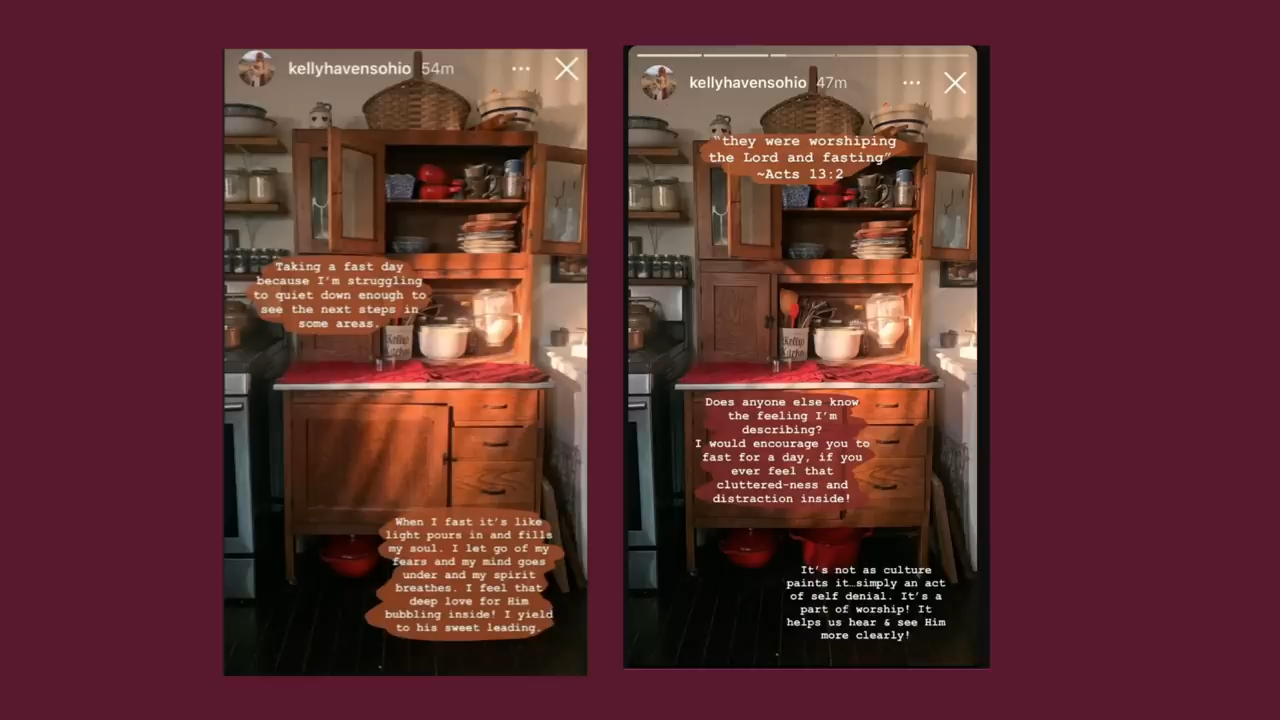 kellyhavensohio 54m
Taking a fast day
because I'm struggling
to quiet down enough to
see the next steps in
some areas.
Kelly's
Kitchen
When I fast it's like
light pours in and fills
my soul. I let go of my
fears and my mind goes
under and my spirit
breathes. I feel that
deep love for Him
bubbling inside! I yield
to his sweet leading.
kellyhavensohio 47m
"they were worshiping
the Lord and fasting"
~Acts 13:2
Kelly's
Kitchen
Does anyone else know
the feeling I'm
describing?
I would encourage you to
fast for a day, if you
ever feel that
cluttered-ness and
distraction inside!
It's not as culture
paints it…simply an act
of self denial. It's a
part of worship! It
helps us hear & see Him
more clearly!